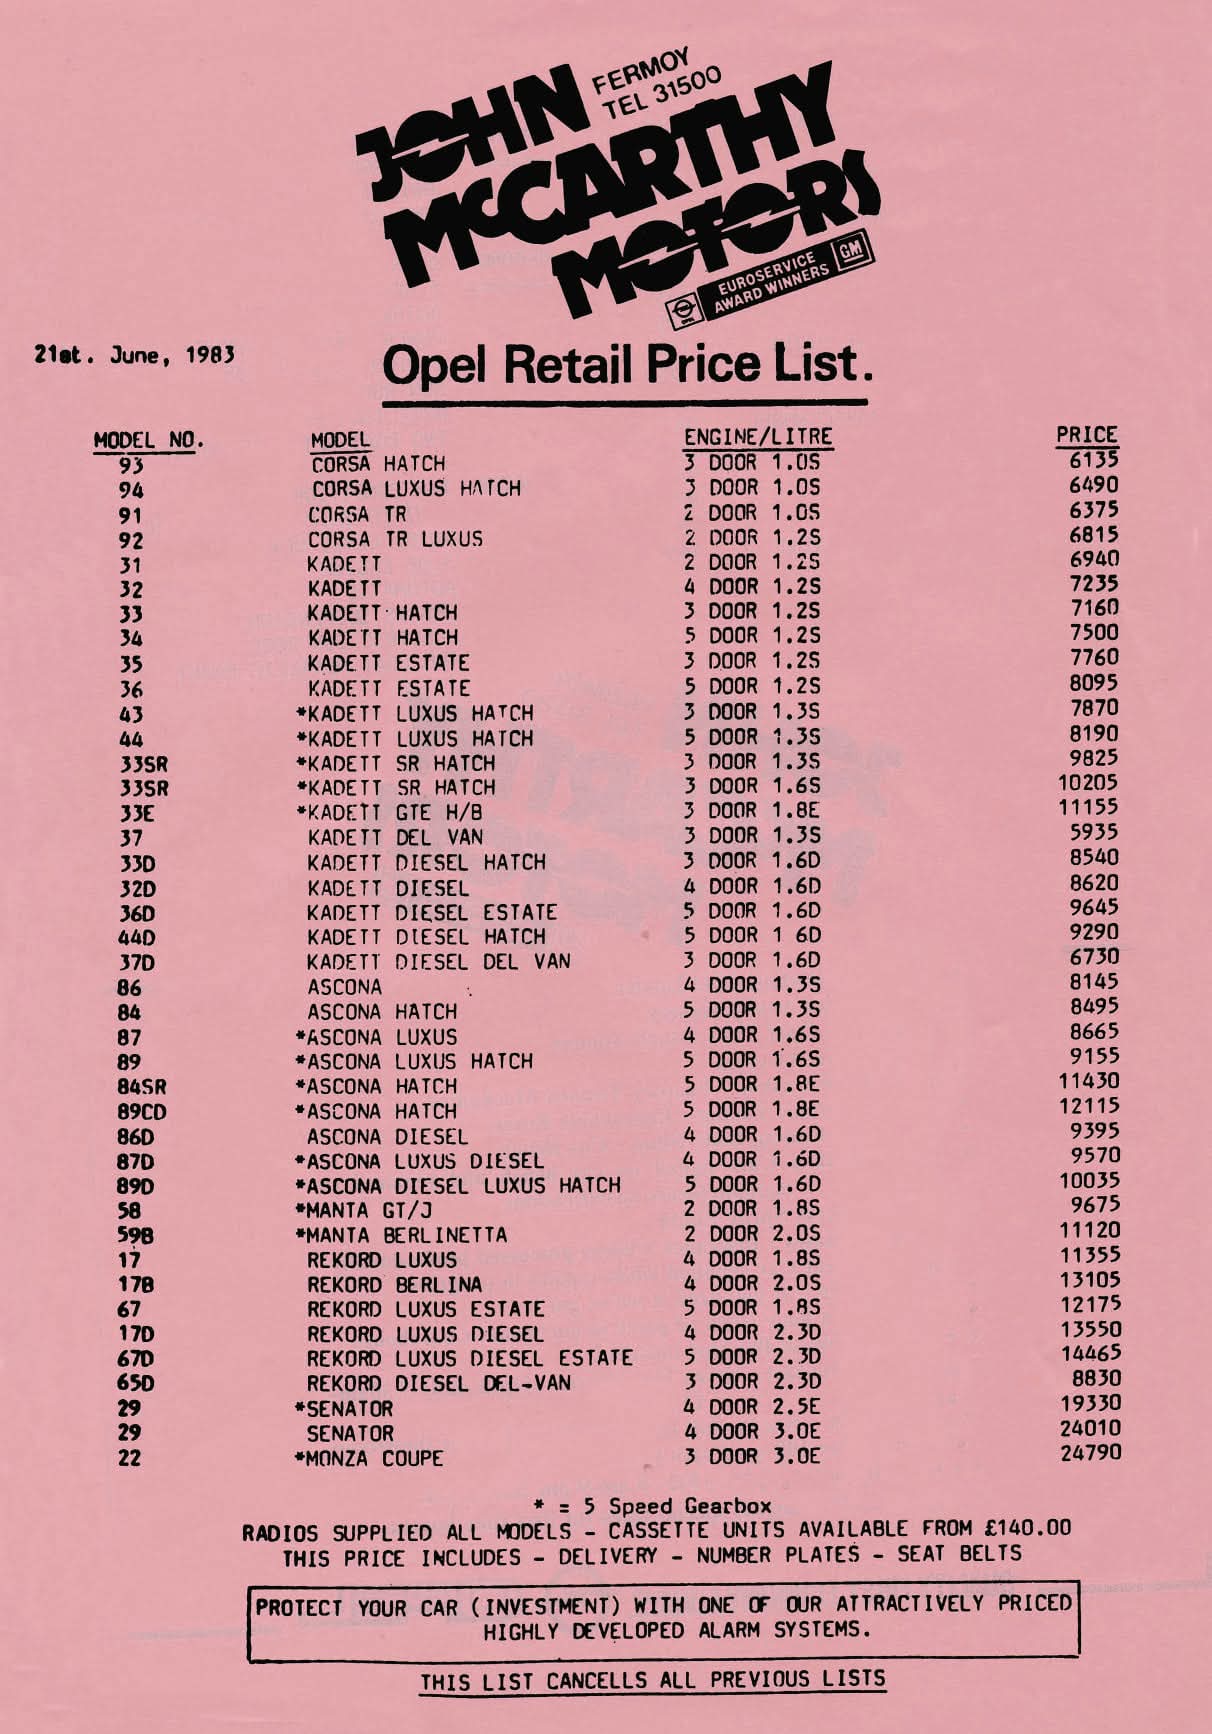 JOHN
FERMOY
TEL 31500
McCARTHY
MOTORS
OPEL
EUROSERVICE
AWARD WINNERS
GM
21st. June, 1983
Opel Retail Price List.
MODEL NO. MODEL ENGINE/LITRE PRICE
93 CORSA HATCH 3 DOOR 1.0S 6135
94 CORSA LUXUS HATCH 3 DOOR 1.0S 6490
91 CORSA TR 2 DOOR 1.0S 6375
92 CORSA TR LUXUS 2 DOOR 1.2S 6815
31 KADETT 2 DOOR 1.2S 6940
32 KADETT 4 DOOR 1.2S 7235
33 KADETT HATCH 3 DOOR 1.2S 7160
34 KADETT HATCH 5 DOOR 1.2S 7500
35 KADETT ESTATE 3 DOOR 1.2S 7760
36 KADETT ESTATE 5 DOOR 1.2S 8095
43 *KADETT LUXUS HATCH 3 DOOR 1.3S 7870
44 *KADETT LUXUS HATCH 5 DOOR 1.3S 8190
33SR *KADETT SR HATCH 3 DOOR 1.3S 9825
33SR *KADETT SR HATCH 3 DOOR 1.6S 10205
33E *KADETT GTE H/B 3 DOOR 1.8E 11155
37 KADETT DEL VAN 3 DOOR 1.3S 5935
33D KADETT DIESEL HATCH 3 DOOR 1.6D 8540
32D KADETT DIESEL 4 DOOR 1.6D 8620
36D KADETT DIESEL ESTATE 5 DOOR 1.6D 9645
44D KADETT DIESEL HATCH 5 DOOR 1 6D 9290
37D KADETT DIESEL DEL VAN 3 DOOR 1.6D 6730
86 ASCONA 4 DOOR 1.3S 8145
84 ASCONA HATCH 5 DOOR 1.3S 8495
87 *ASCONA LUXUS 4 DOOR 1.6S 8665
89 *ASCONA LUXUS HATCH 5 DOOR 1.6S 9155
84SR *ASCONA HATCH 5 DOOR 1.8E 11430
89CD *ASCONA HATCH 5 DOOR 1.8E 12115
86D ASCONA DIESEL 4 DOOR 1.6D 9395
87D *ASCONA LUXUS DIESEL 4 DOOR 1.6D 9570
89D *ASCONA DIESEL LUXUS HATCH 5 DOOR 1.6D 10035
58 *MANTA GT/J 2 DOOR 1.8S 9675
59B *MANTA BERLINETTA 2 DOOR 2.0S 11120
17 REKORD LUXUS 4 DOOR 1.8S 11355
17B REKORD BERLINA 4 DOOR 2.0S 13105
67 REKORD LUXUS ESTATE 5 DOOR 1.8S 12175
17D REKORD LUXUS DIESEL 4 DOOR 2.3D 13550
67D REKORD LUXUS DIESEL ESTATE 5 DOOR 2.3D 14465
65D REKORD DIESEL DEL-VAN 3 DOOR 2.3D 8830
29 *SENATOR 4 DOOR 2.5E 19330
29 SENATOR 4 DOOR 3.0E 24010
22 *MONZA COUPE 3 DOOR 3.0E 24790
* = 5 Speed Gearbox
RADIOS SUPPLIED ALL MODELS - CASSETTE UNITS AVAILABLE FROM £140.00
THIS PRICE INCLUDES - DELIVERY - NUMBER PLATES - SEAT BELTS
PROTECT YOUR CAR (INVESTMENT) WITH ONE OF OUR ATTRACTIVELY PRICED
HIGHLY DEVELOPED ALARM SYSTEMS.
THIS LIST CANCELLS ALL PREVIOUS LISTS